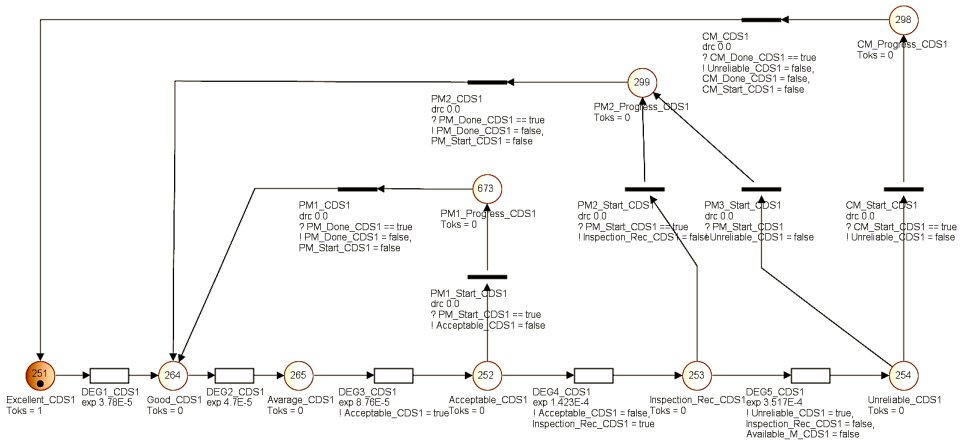 298
CM_CDS1
drc 0.0
? CM_Done_CDS1 == true
! Unreliable_CDS1 = false,
CM_Done_CDS1 = false,
CM_Start_CDS1 = false
CM_Progress_CDS1
Toks = 0
299
PM2_CDS1
drc 0.0
? PM_Done_CDS1 == true
! PM_Done_CDS1 = false,
PM_Start_CDS1 = false
PM2_Progress_CDS1
Toks = 0
673
PM1_CDS1
drc 0.0
? PM_Done_CDS1 == true
! PM_Done_CDS1 = false,
PM_Start_CDS1 = false
PM1_Progress_CDS1
Toks = 0
PM2_Start_CDS1
drc 0.0
? PM_Start_CDS1 == true
! Inspection_Rec_CDS1 = false
PM3_Start_CDS1
drc 0.0
? PM_Start_CDS1 == true
! Unreliable_CDS1 = false
CM_Start_CDS1
drc 0.0
? CM_Start_CDS1 == true
! Unreliable_CDS1 = false
PM1_Start_CDS1
drc 0.0
? PM_Start_CDS1 == true
! Acceptable_CDS1 = false
251
Excellent_CDS1
Toks = 1
DEG1_CDS1
exp 3.78E-5
264
Good_CDS1
Toks = 0
DEG2_CDS1
exp 4.7E-5
265
Avarage_CDS1
Toks = 0
DEG3_CDS1
exp 8.76E-5
! Acceptable_CDS1 = true
252
Acceptable_CDS1
Toks = 0
DEG4_CDS1
exp 1.423E-4
! Acceptable_CDS1 = false,
Inspection_Rec_CDS1 = true
253
Inspection_Rec_CDS1
Toks = 0
DEG5_CDS1
exp 3.517E-4
! Unreliable_CDS1 = true,
Inspection_Rec_CDS1 = false,
Available_M_CDS1 = false
254
Unreliable_CDS1
Toks = 0